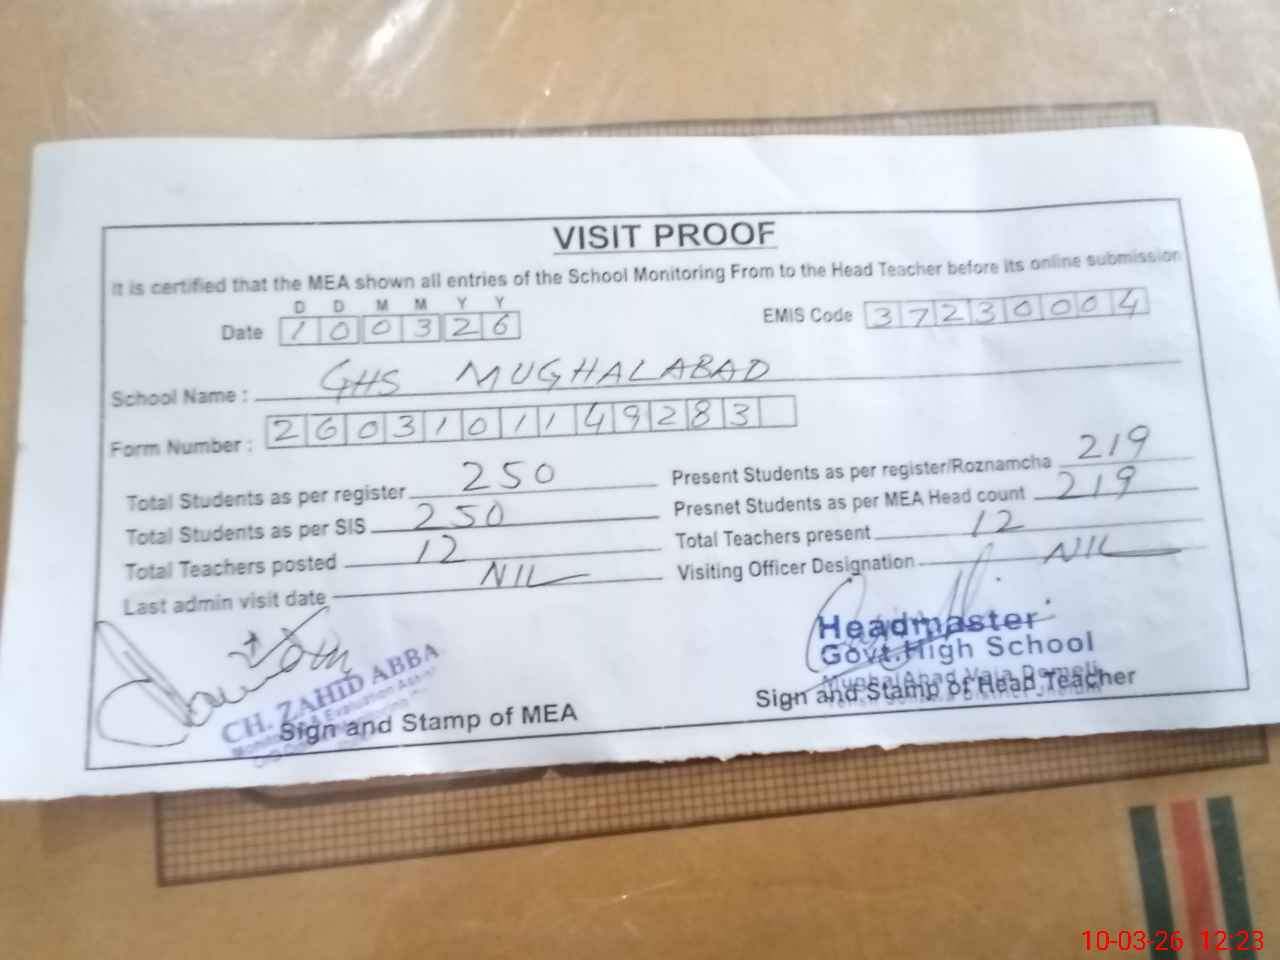 VISIT PROOF
It is certified that the MEA shown all entries of the School Monitoring From to the Head Teacher before its online submission
D D M M Y Y
Date 1 0 0 3 2 6 EMIS Code 3 7 2 3 0 0 0 4
School Name : GHS MUGHALABAD
Form Number : 2 6 0 3 1 0 1 1 4 9 2 8 3
Total Students as per register 250 Present Students as per register/Roznamcha 219
Total Students as per SIS 250 Presnet Students as per MEA Head count 219
Total Teachers posted 12 Total Teachers present 12
Last admin visit date NIL Visiting Officer Designation NIL
CH. ZAHID ABBA
Sign and Stamp of MEA
Headmaster
Govt. High School
Sign and Stamp of Head Teacher
10-03-26 12:23